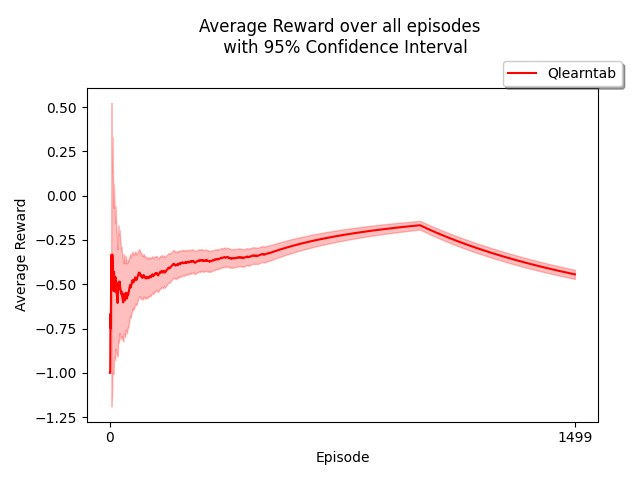 Average Reward over all episodes
with 95% Confidence Interval
Qlearntab
0.50
0.25
0.00
−0.25
−0.50
−0.75
−1.00
−1.25
Average Reward
0
1499
Episode